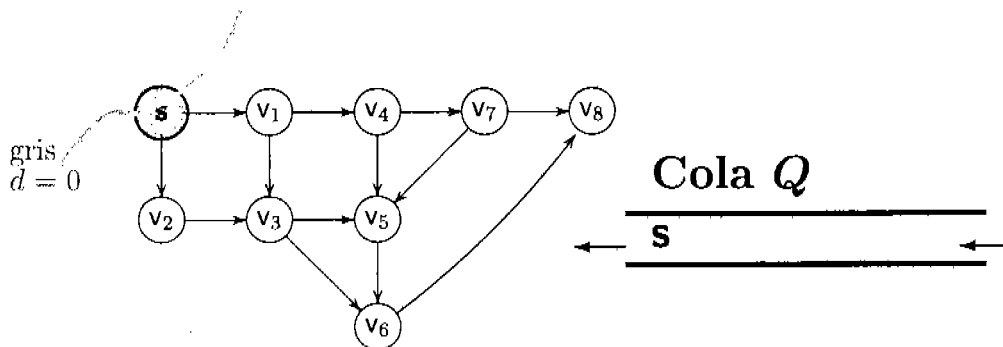 s v₁ v₄ v₇ v₈
gris
d = 0
Cola Q
v₂ v₃ v₅
s
v₆